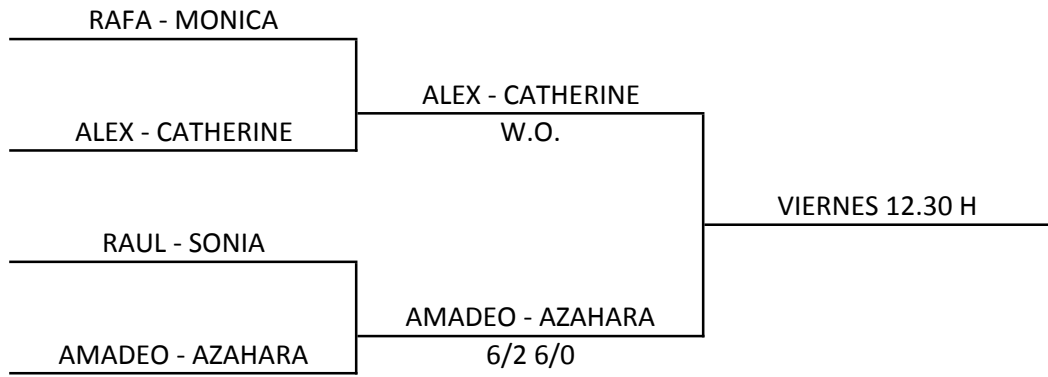 RAFA - MONICA
ALEX - CATHERINE
W.O.
ALEX - CATHERINE
VIERNES 12.30 H
RAUL - SONIA
AMADEO - AZAHARA
6/2 6/0
AMADEO - AZAHARA